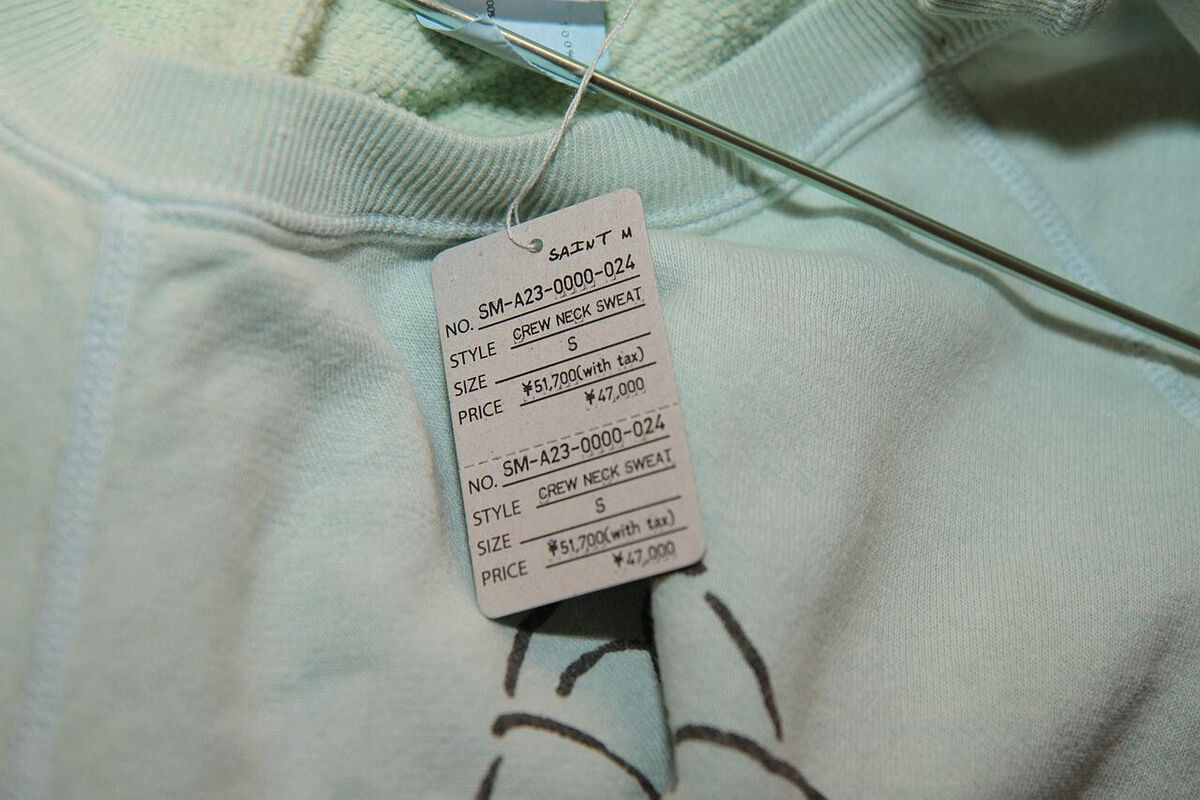 SAINT M
NO. SM-A23-0000-024
STYLE CREW NECK SWEAT
SIZE S
PRICE ¥51,700(with tax)
¥47,000
NO. SM-A23-0000-024
STYLE CREW NECK SWEAT
SIZE S
PRICE ¥51,700(with tax)
¥47,000